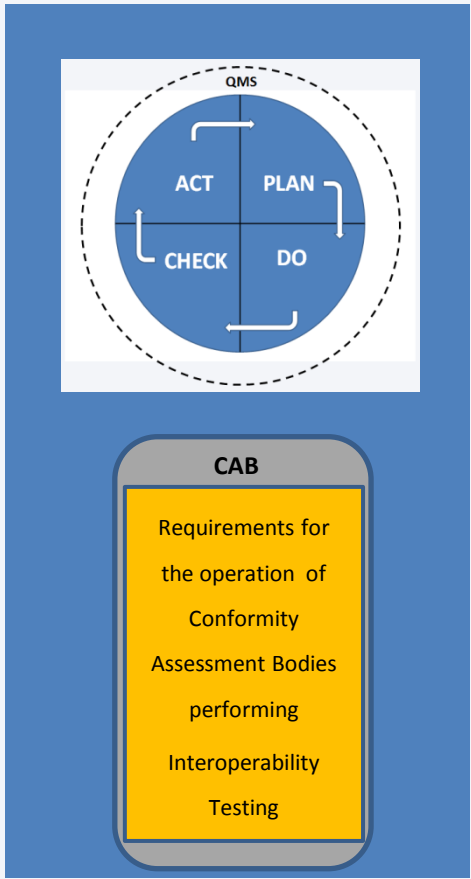 QMS
ACT PLAN
CHECK DO
CAB
Requirements for
the operation of
Conformity
Assessment Bodies
performing
Interoperability
Testing